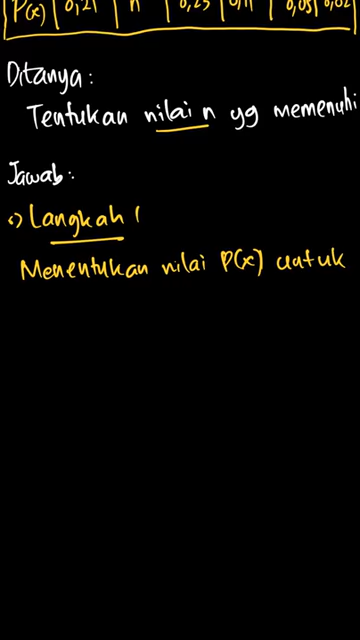 P(x) 0,21 n 0,23 0,11 0,05 0,02
Ditanya:
Tentukan nilai n yg memenuhi
Jawab:
Langkah 1
Menentukan nilai P(x) untuk